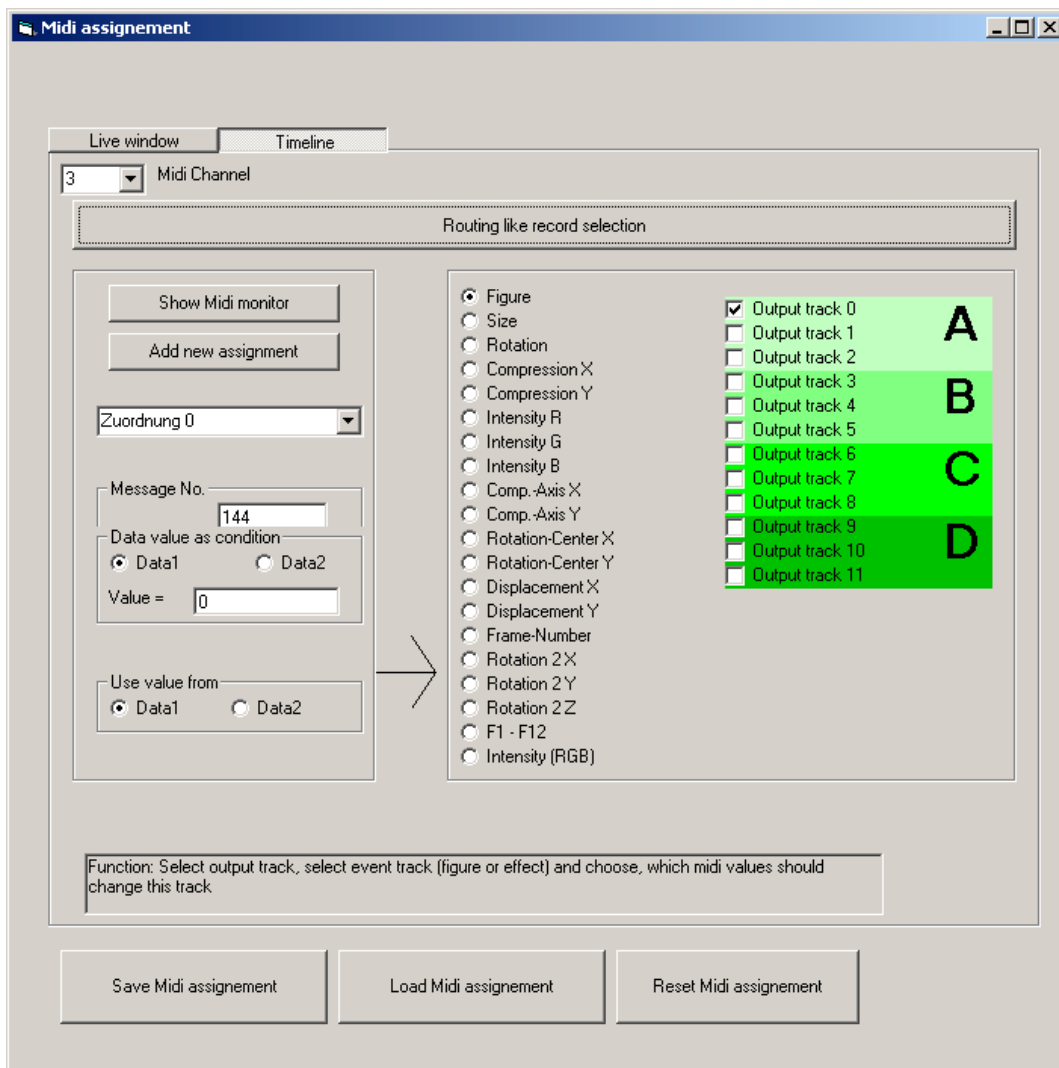 Midi assignement
Live window
Timeline
3
Midi Channel
Routing like record selection
Show Midi monitor
Add new assignment
Zuordnung 0
Message No.
144
Data value as condition
Data1
Data2
Value =
0
Use value from
Data1
Data2
Figure
Size
Rotation
Compression X
Compression Y
Intensity R
Intensity G
Intensity B
Comp.-Axis X
Comp.-Axis Y
Rotation-Center X
Rotation-Center Y
Displacement X
Displacement Y
Frame-Number
Rotation 2 X
Rotation 2 Y
Rotation 2 Z
F1 - F12
Intensity (RGB)
Output track 0
Output track 1
Output track 2
A
Output track 3
Output track 4
Output track 5
B
Output track 6
Output track 7
Output track 8
C
Output track 9
Output track 10
Output track 11
D
Function: Select output track, select event track (figure or effect) and choose, which midi values should
change this track
Save Midi assignement
Load Midi assignement
Reset Midi assignement